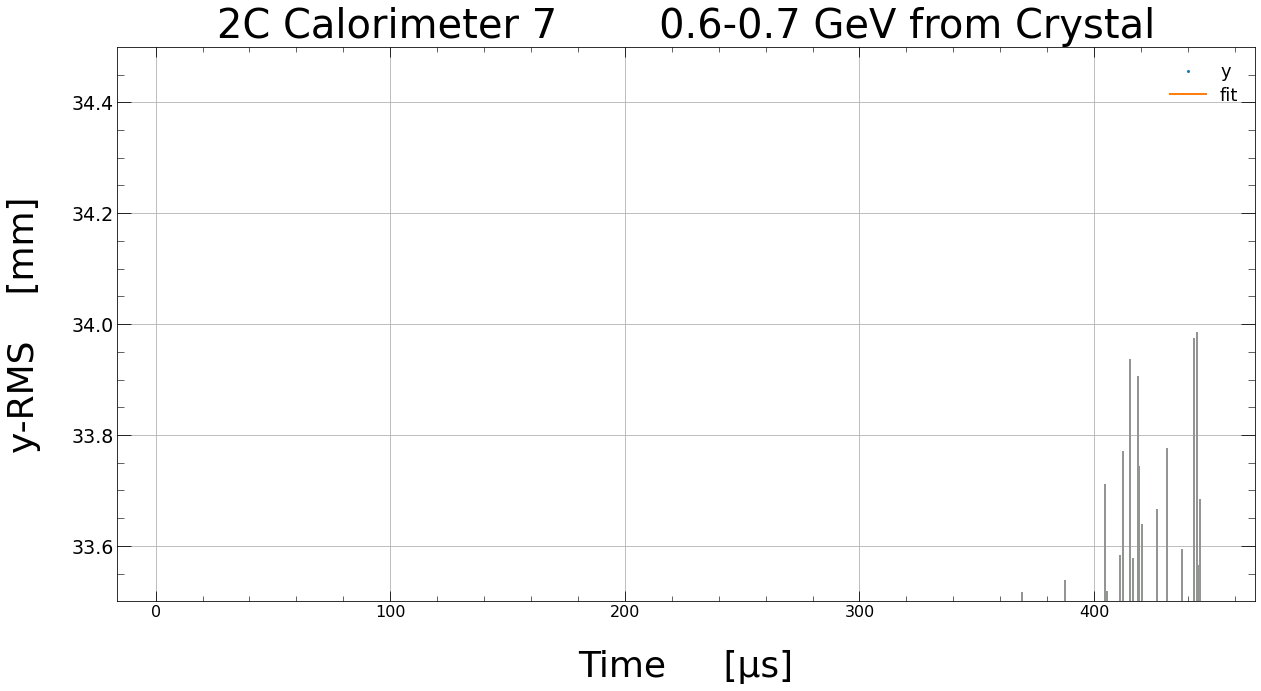 2C Calorimeter 7 0.6-0.7 GeV from Crystal
y
fit
34.4
34.2
34.0
33.8
33.6
y-RMS [mm]
0 100 200 300 400
Time [μs]